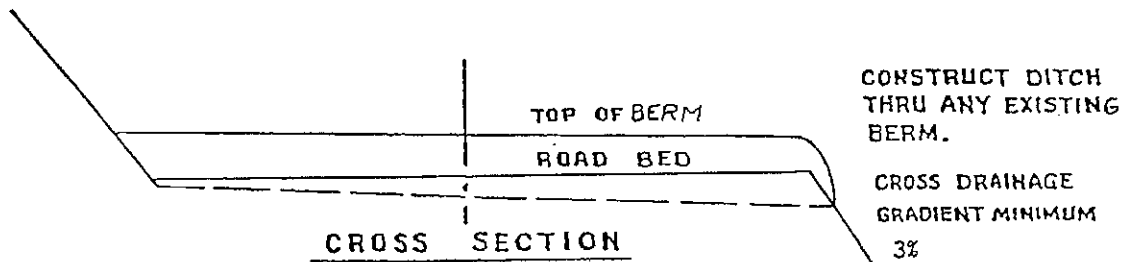 TOP OF BERM
ROAD BED
CROSS SECTION
CONSTRUCT DITCH
THRU ANY EXISTING
BERM.
CROSS DRAINAGE
GRADIENT MINIMUM
3%